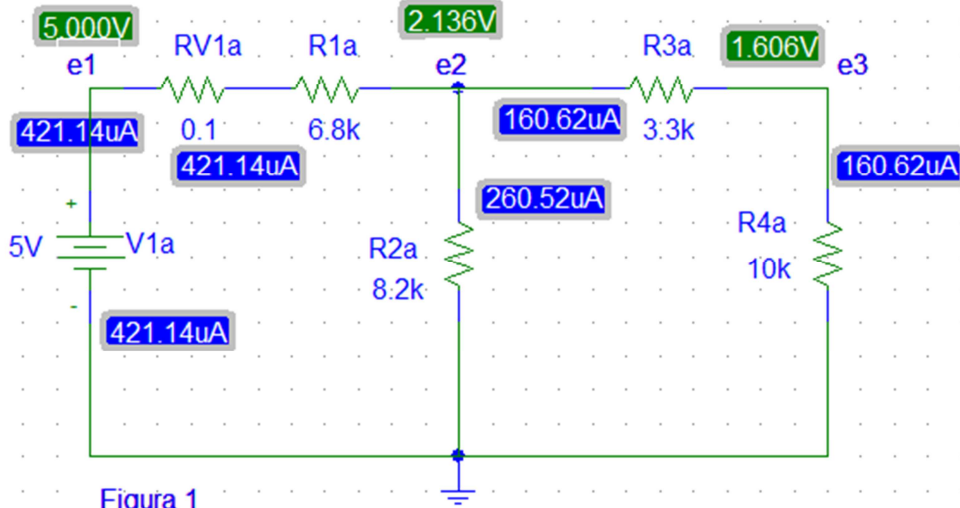 5.000V
2.136V
RV1a
R1a
R3a
1.606V
e1
e2
e3
421.14uA
0.1
6.8k
160.62uA
3.3k
421.14uA
160.62uA
+
260.52uA
5V
V1a
R2a
R4a
8.2k
10k
-
421.14uA
Figura 1